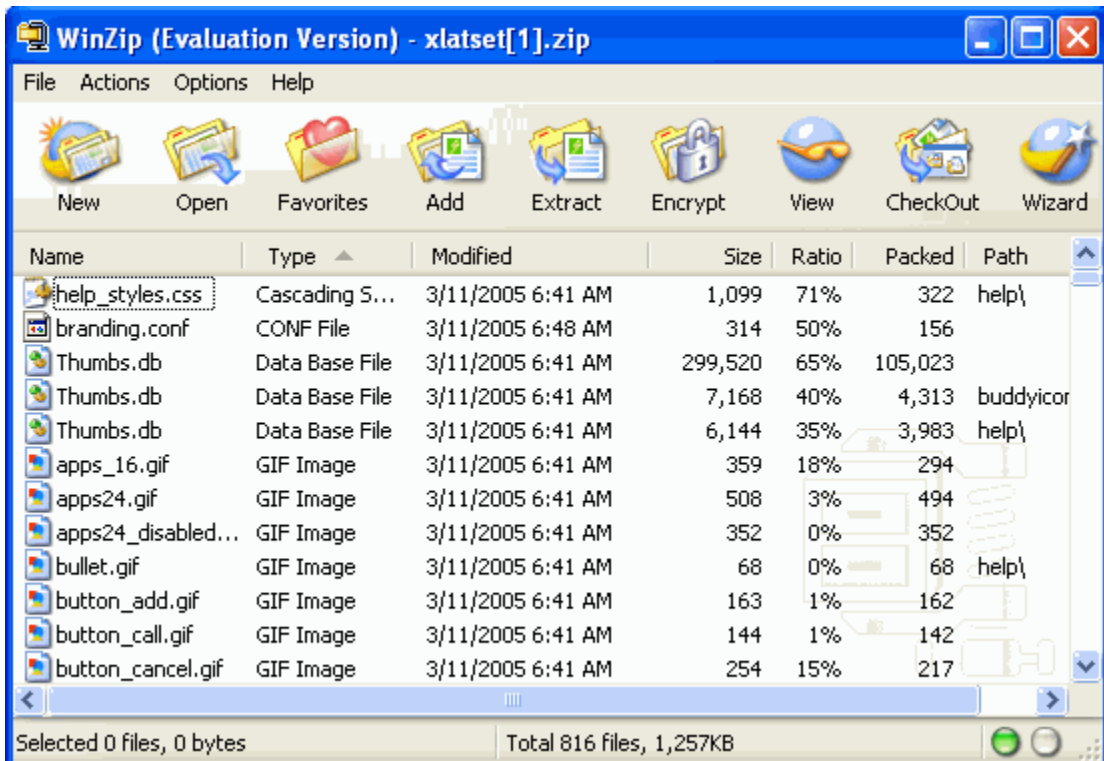 WinZip (Evaluation Version) - xlatset[1].zip
File Actions Options Help
New Open Favorites Add Extract Encrypt View CheckOut Wizard
Name Type Modified Size Ratio Packed Path
help_styles.css Cascading S... 3/11/2005 6:41 AM 1,099 71% 322 help\
branding.conf CONF File 3/11/2005 6:48 AM 314 50% 156
Thumbs.db Data Base File 3/11/2005 6:41 AM 299,520 65% 105,023
Thumbs.db Data Base File 3/11/2005 6:41 AM 7,168 40% 4,313 buddyicon
Thumbs.db Data Base File 3/11/2005 6:41 AM 6,144 35% 3,983 help\
apps_16.gif GIF Image 3/11/2005 6:41 AM 359 18% 294
apps24.gif GIF Image 3/11/2005 6:41 AM 508 3% 494
apps24_disabled... GIF Image 3/11/2005 6:41 AM 352 0% 352
bullet.gif GIF Image 3/11/2005 6:41 AM 68 0% 68 help\
button_add.gif GIF Image 3/11/2005 6:41 AM 163 1% 162
button_call.gif GIF Image 3/11/2005 6:41 AM 144 1% 142
button_cancel.gif GIF Image 3/11/2005 6:41 AM 254 15% 217
Selected 0 files, 0 bytes Total 816 files, 1,257KB